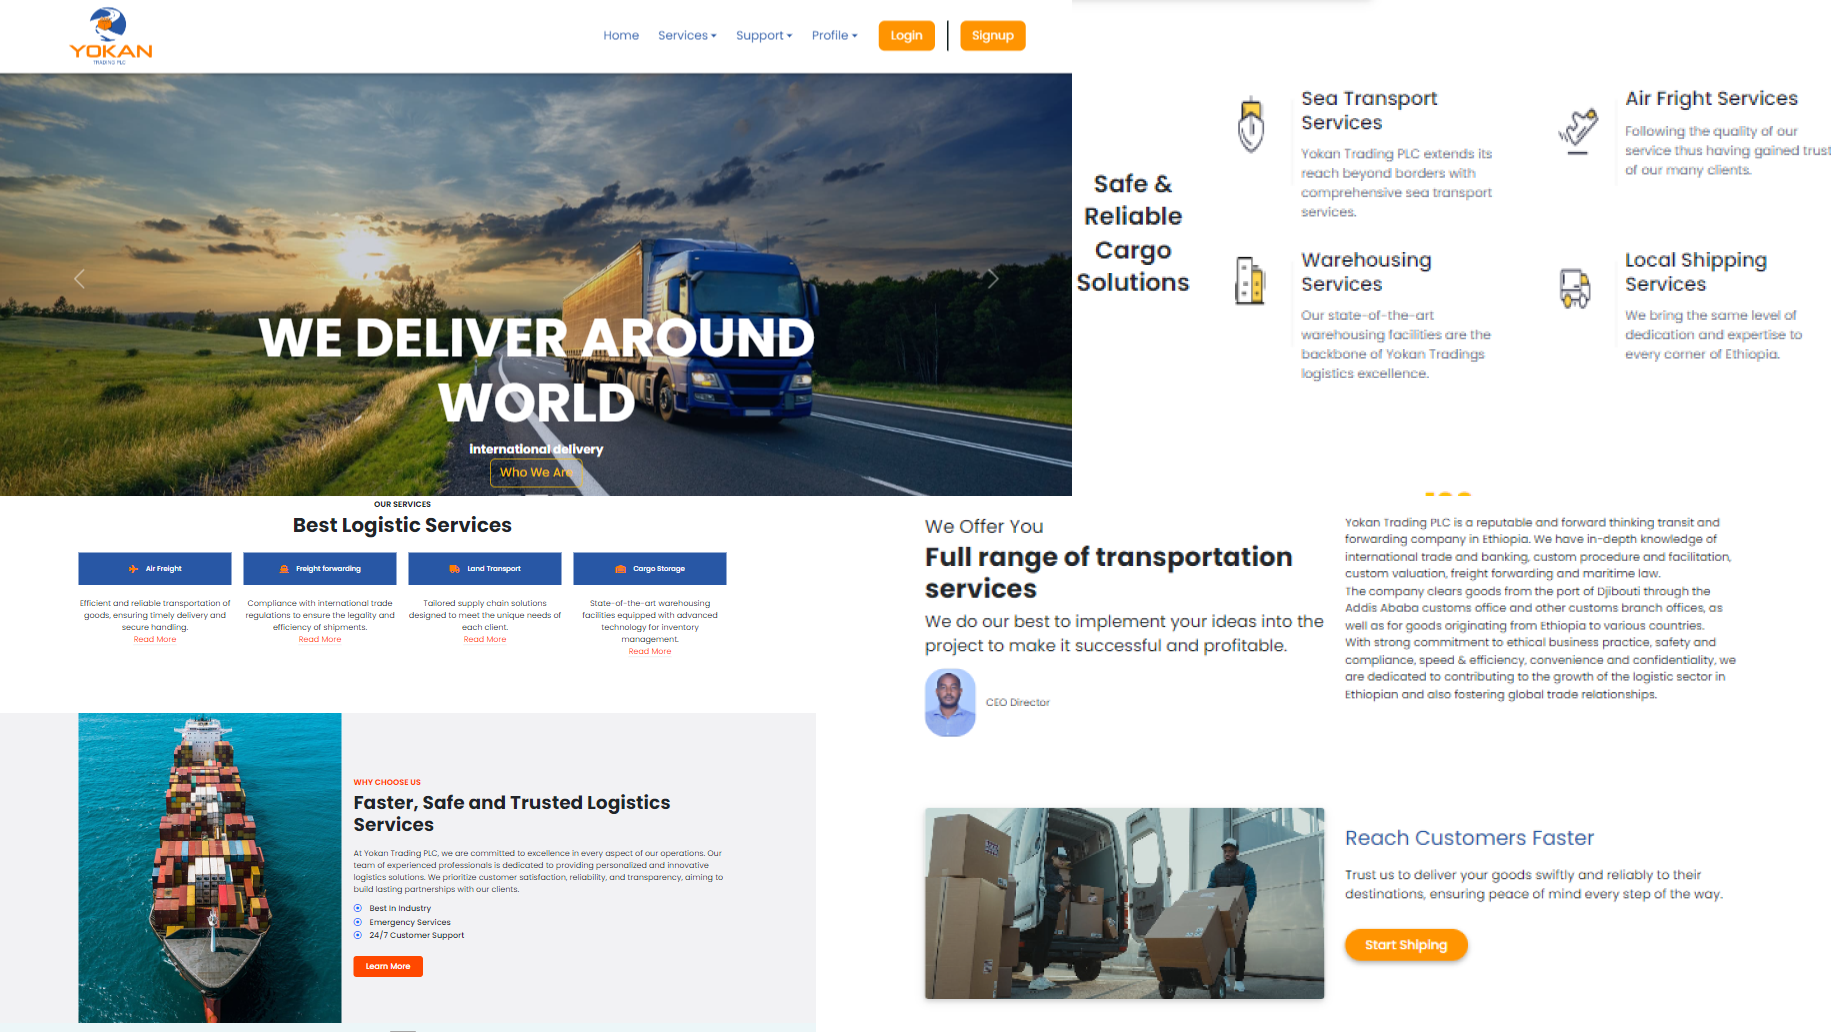 YOKAN
TRADING PLC
Home
Services
Support
Profile
Login
Signup
WE DELIVER AROUND
WORLD
international delivery
Who We Are
Safe &
Reliable
Cargo
Solutions
Sea Transport
Services
Yokan Trading PLC extends its
reach beyond borders with
comprehensive sea transport
services.
Air Fright Services
Following the quality of our
service thus having gained trust
of our many clients.
Warehousing
Services
Our state-of-the-art
warehousing facilities are the
backbone of Yokan Tradings
logistics excellence.
Local Shipping
Services
We bring the same level of
dedication and expertise to
every corner of Ethiopia.
OUR SERVICES
Best Logistic Services
Air Freight
Efficient and reliable transportation of
goods, ensuring timely delivery and
secure handling.
Read More
Freight forwarding
Compliance with international trade
regulations to ensure the legality and
efficiency of shipments.
Read More
Land Transport
Tailored supply chain solutions
designed to meet the unique needs of
each client.
Read More
Cargo Storage
State-of-the-art warehousing
facilities equipped with advanced
technology for inventory
management.
Read More
WHY CHOOSE US
Faster, Safe and Trusted Logistics
Services
At Yokan Trading PLC, we are committed to excellence in every aspect of our operations. Our
team of experienced professionals is dedicated to providing personalized and innovative
logistics solutions. We prioritize customer satisfaction, reliability, and transparency, aiming to
build lasting partnerships with our clients.
Best In Industry
Emergency Services
24/7 Customer Support
Learn More
We Offer You
Full range of transportation
services
We do our best to implement your ideas into the
project to make it successful and profitable.
CEO Director
Yokan Trading PLC is a reputable and forward thinking transit and
forwarding company in Ethiopia. We have in-depth knowledge of
international trade and banking, custom procedure and facilitation,
custom valuation, freight forwarding and maritime law.
The company clears goods from the port of Djibouti through the
Addis Ababa customs office and other customs branch offices, as
well as for goods originating from Ethiopia to various countries.
With strong commitment to ethical business practice, safety and
compliance, speed & efficiency, convenience and confidentiality, we
are dedicated to contributing to the growth of the logistic sector in
Ethiopian and also fostering global trade relationships.
Reach Customers Faster
Trust us to deliver your goods swiftly and reliably to their
destinations, ensuring peace of mind every step of the way.
Start Shiping